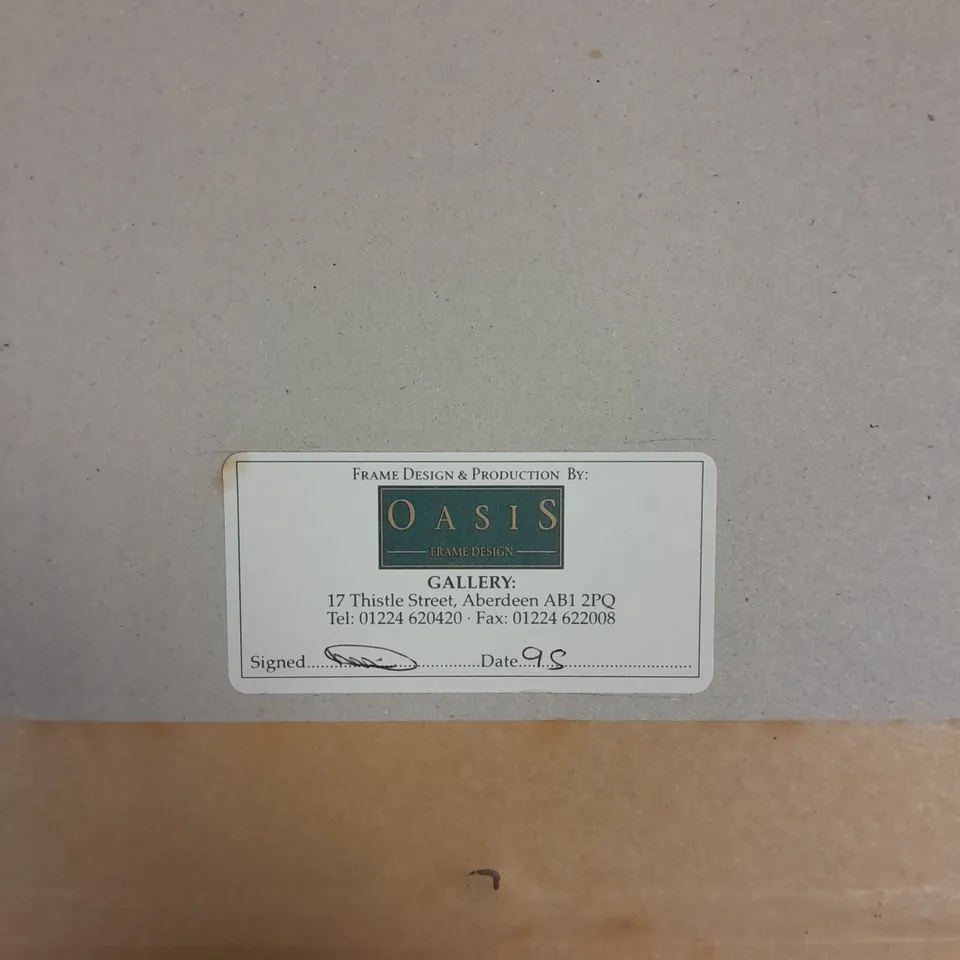 FRAME DESIGN & PRODUCTION BY:
OASIS
FRAME DESIGN
GALLERY:
17 Thistle Street, Aberdeen AB1 2PQ
Tel: 01224 620420 · Fax: 01224 622008
Signed.......... Date 95